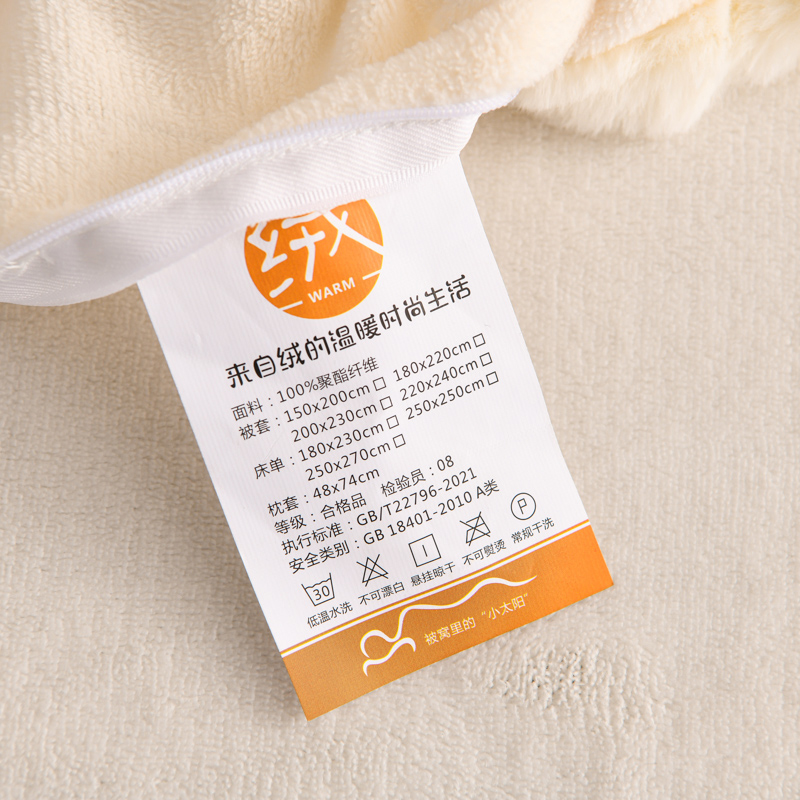 绒
WARM
来自绒的温暖时尚生活
面料：100%聚酯纤维
被套：150x200cm□ 180x220cm□
200x230cm□ 220x240cm□
床单：180x230cm□ 250x250cm□
250x270cm□
枕套：48x74cm
等级：合格品 检验员：08
执行标准：GB/T22796-2021
安全类别：GB 18401-2010 A类
30 P
低温水洗 不可漂白 悬挂晾干 不可熨烫 常规干洗
被窝里的“小太阳”